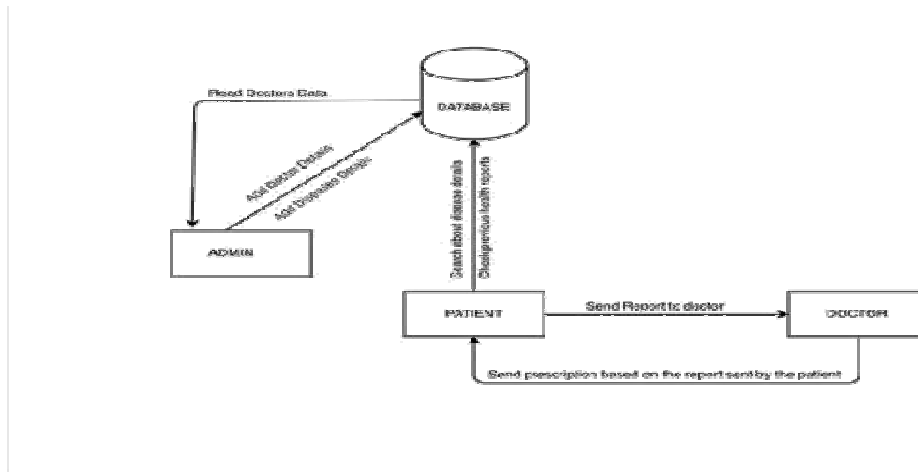 Read Doctors Data
DATABASE
Add Doctor Details
Add Diseases Details
Search about disease details
Check previous health reports
ADMIN
PATIENT
Send Report to doctor
DOCTOR
Send prescription based on the report sent by the patient